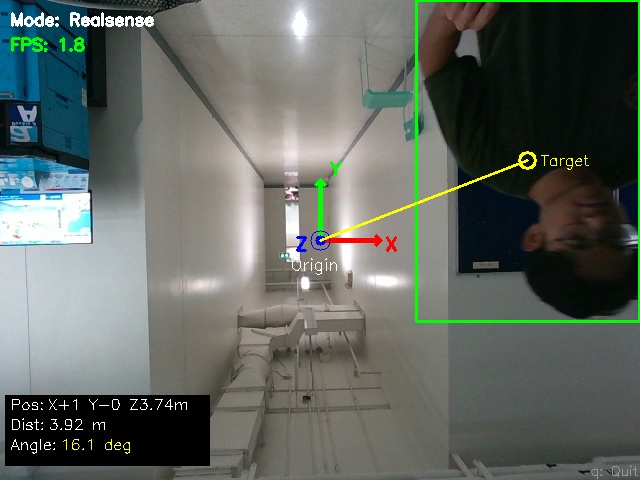 Mode: Realsense
FPS: 1.8
A
Y
Target
Z
X
Origin
Pos: X+1 Y-0 Z3.74m
Dist: 3.92 m
Angle: 16.1 deg
q: Quit